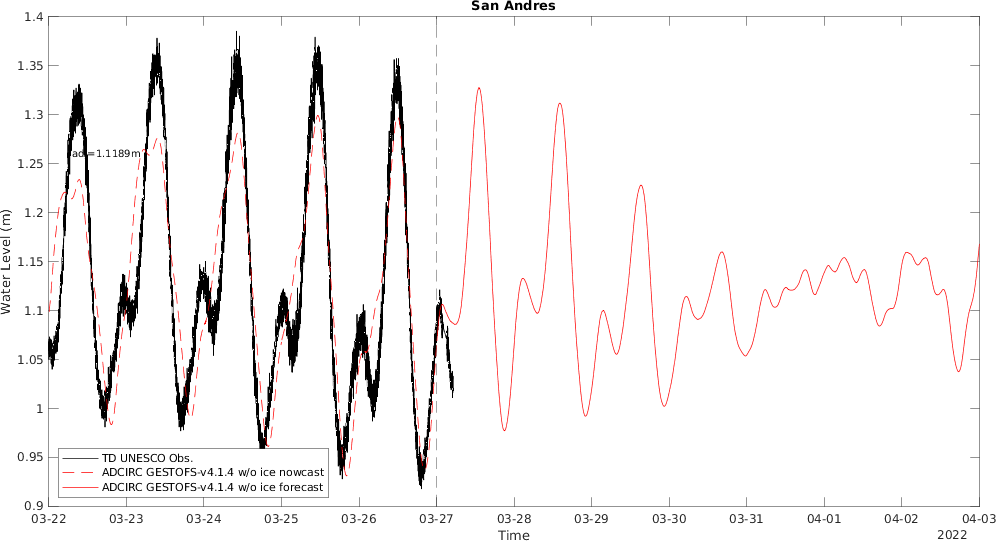 San Andres
1.4
1.35
1.3
1.25
1.2
1.15
1.1
1.05
1
0.95
0.9
Water Level (m)
=1.1189m
TD UNESCO Obs.
ADCIRC GESTOFS-v4.1.4 w/o ice nowcast
ADCIRC GESTOFS-v4.1.4 w/o ice forecast
03-22 03-23 03-24 03-25 03-26 03-27 03-28 03-29 03-30 03-31 04-01 04-02 04-03
Time
2022